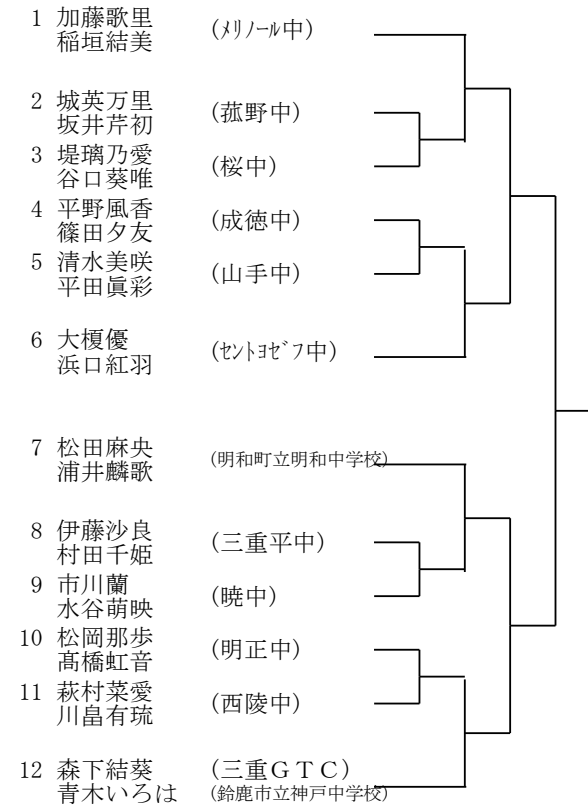 1 加藤歌里 (ﾒﾘﾉｰﾙ中)
稲垣結美
2 城英万里 (菰野中)
坂井芹初
3 堤璃乃愛 (桜中)
谷口葵唯
4 平野風香 (成徳中)
篠田夕友
5 清水美咲 (山手中)
平田眞彩
6 大榎優 (ｾﾝﾄﾖｾﾞﾌ中)
浜口紅羽
7 松田麻央 (明和町立明和中学校)
浦井麟歌
8 伊藤沙良 (三重平中)
村田千姫
9 市川蘭 (暁中)
水谷萌映
10 松岡那歩 (明正中)
髙橋虹音
11 萩村菜愛 (西陵中)
川畠有琉
12 森下結葵 (三重ＧＴＣ)
青木いろは (鈴鹿市立神戸中学校)